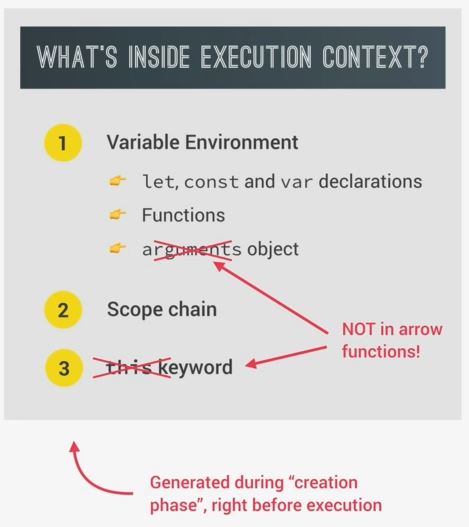 WHAT'S INSIDE EXECUTION CONTEXT?
1 Variable Environment
let, const and var declarations
Functions
arguments object
2 Scope chain
NOT in arrow
functions!
3 this keyword
Generated during “creation
phase”, right before execution